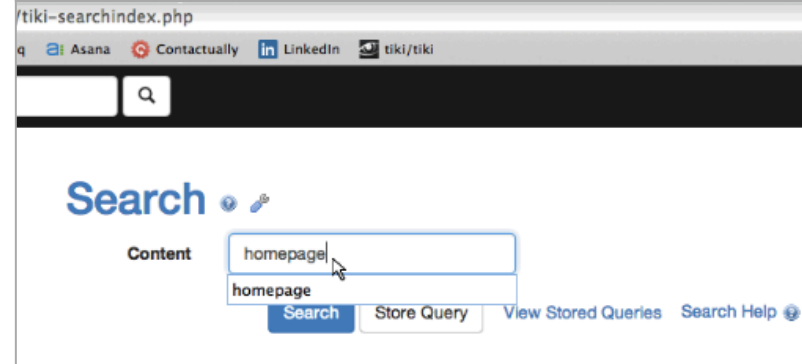 /tiki-searchindex.php
q Asana Contactually LinkedIn tiki/tiki
Search
Content homepage
homepage
Search Store Query View Stored Queries Search Help